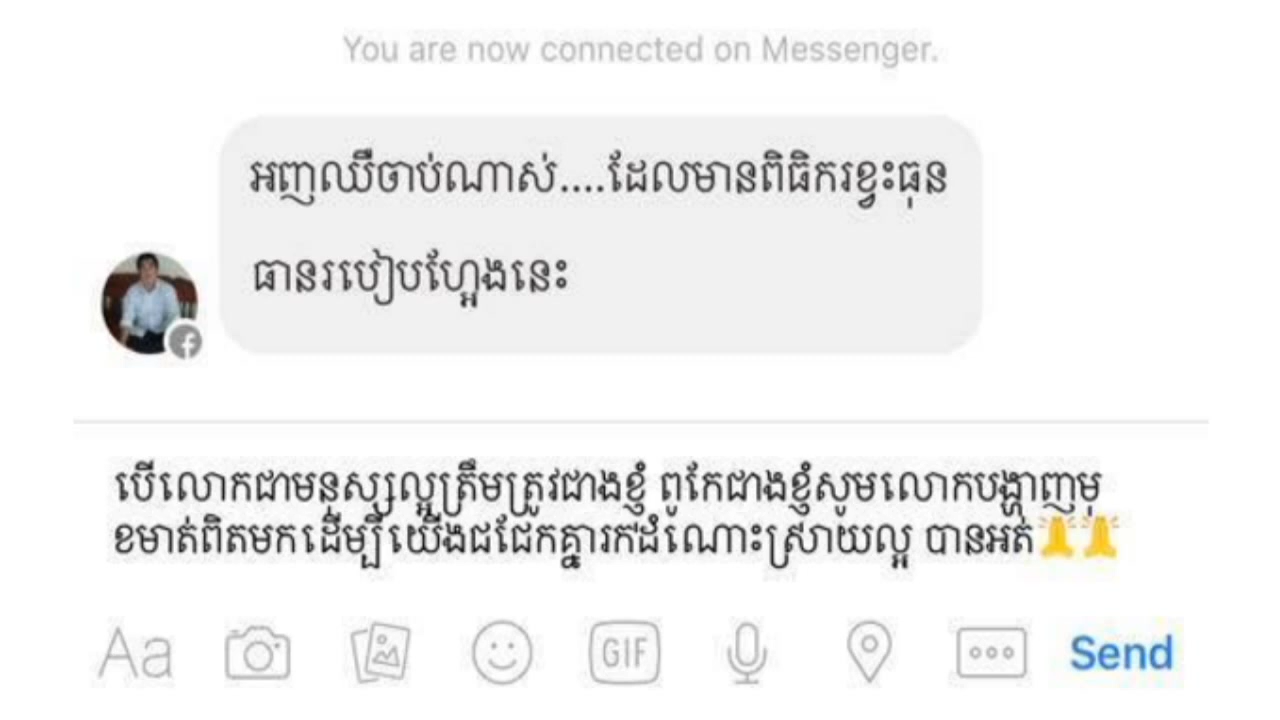 You are now connected on Messenger.
អញឈឺចាប់ណាស់....ដែលមានពិធិករខ្វះធុន
ធានរបៀបហ្អែងនេះ
បើលោកជាមនុស្សល្អត្រឹមត្រូវជាងខ្ញុំ ពូកែជាងខ្ញុំសូមលោកបង្ហាញមុ
ខមាត់ពិតមកដើម្បីយើងជជែកគ្នារកដំណោះស្រាយល្អ បានអត់🙏🙏
Aa GIF Send